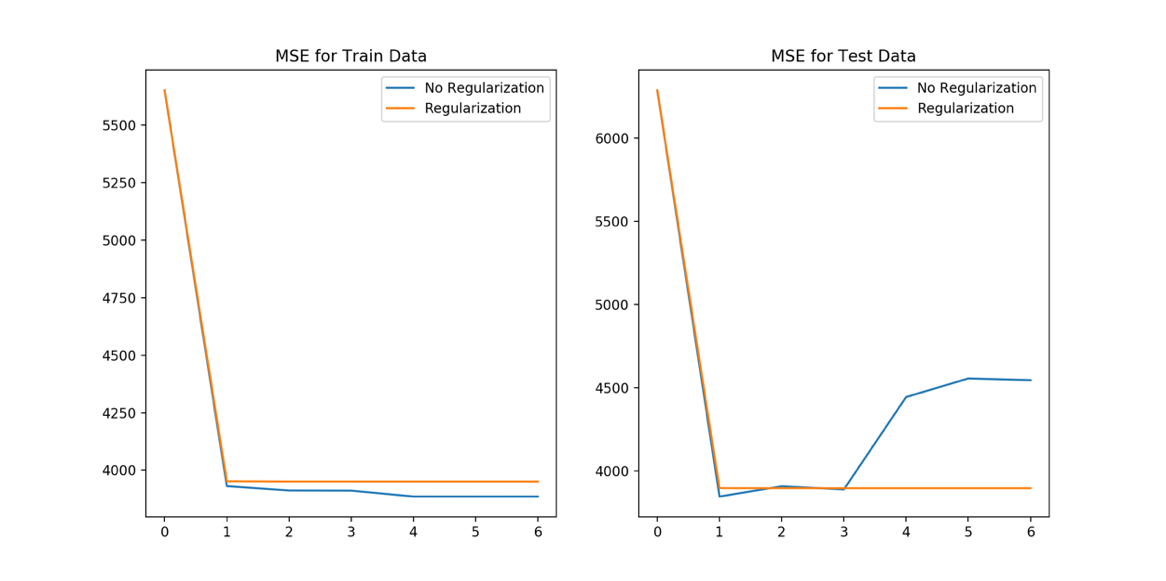 MSE for Train Data
No Regularization
Regularization
5500
5250
5000
4750
4500
4250
4000
0 1 2 3 4 5 6
MSE for Test Data
No Regularization
Regularization
6000
5500
5000
4500
4000
0 1 2 3 4 5 6